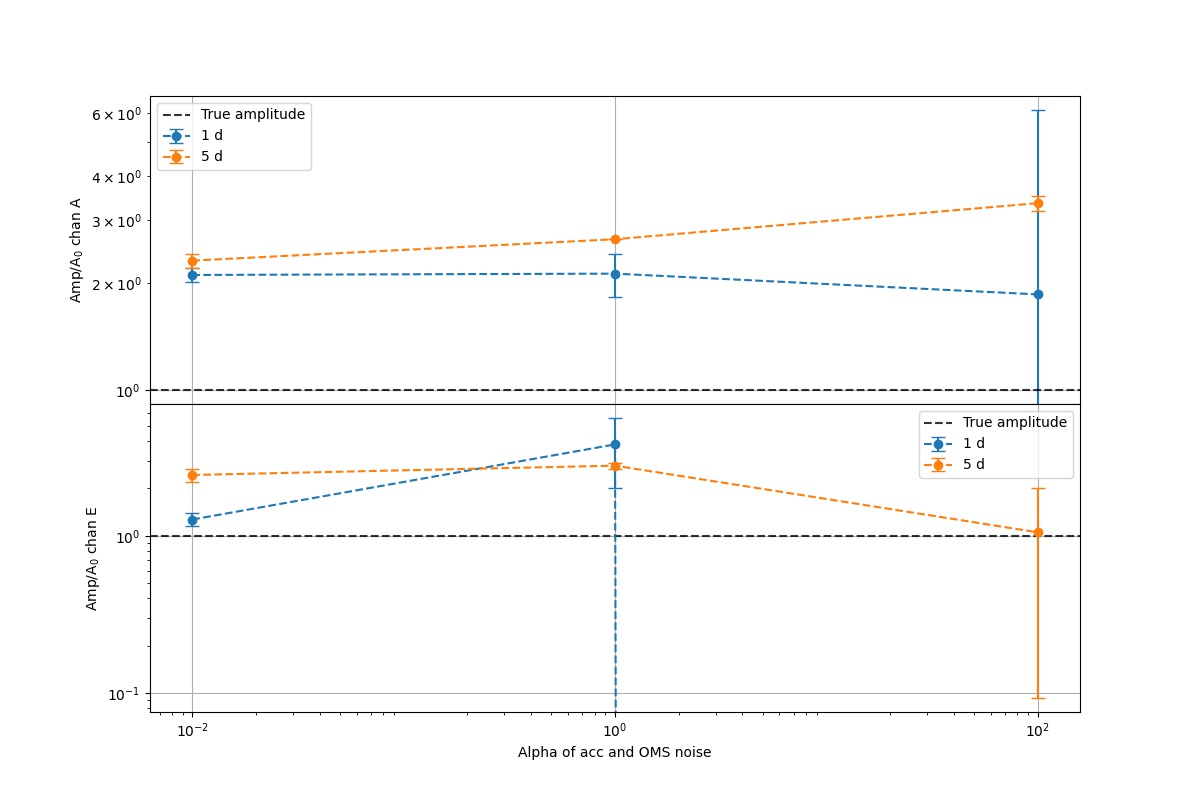 6 × 10⁰
4 × 10⁰
3 × 10⁰
2 × 10⁰
10⁰
Amp/A₀ chan A
True amplitude
1 d
5 d
10⁰
10⁻¹
Amp/A₀ chan E
True amplitude
1 d
5 d
10⁻² 10⁰ 10²
Alpha of acc and OMS noise